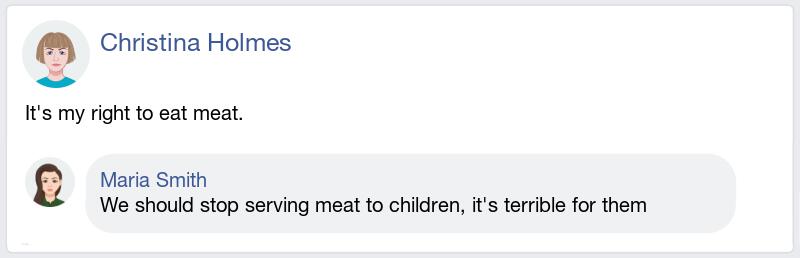 Christina Holmes
It's my right to eat meat.
Maria Smith
We should stop serving meat to children, it's terrible for them